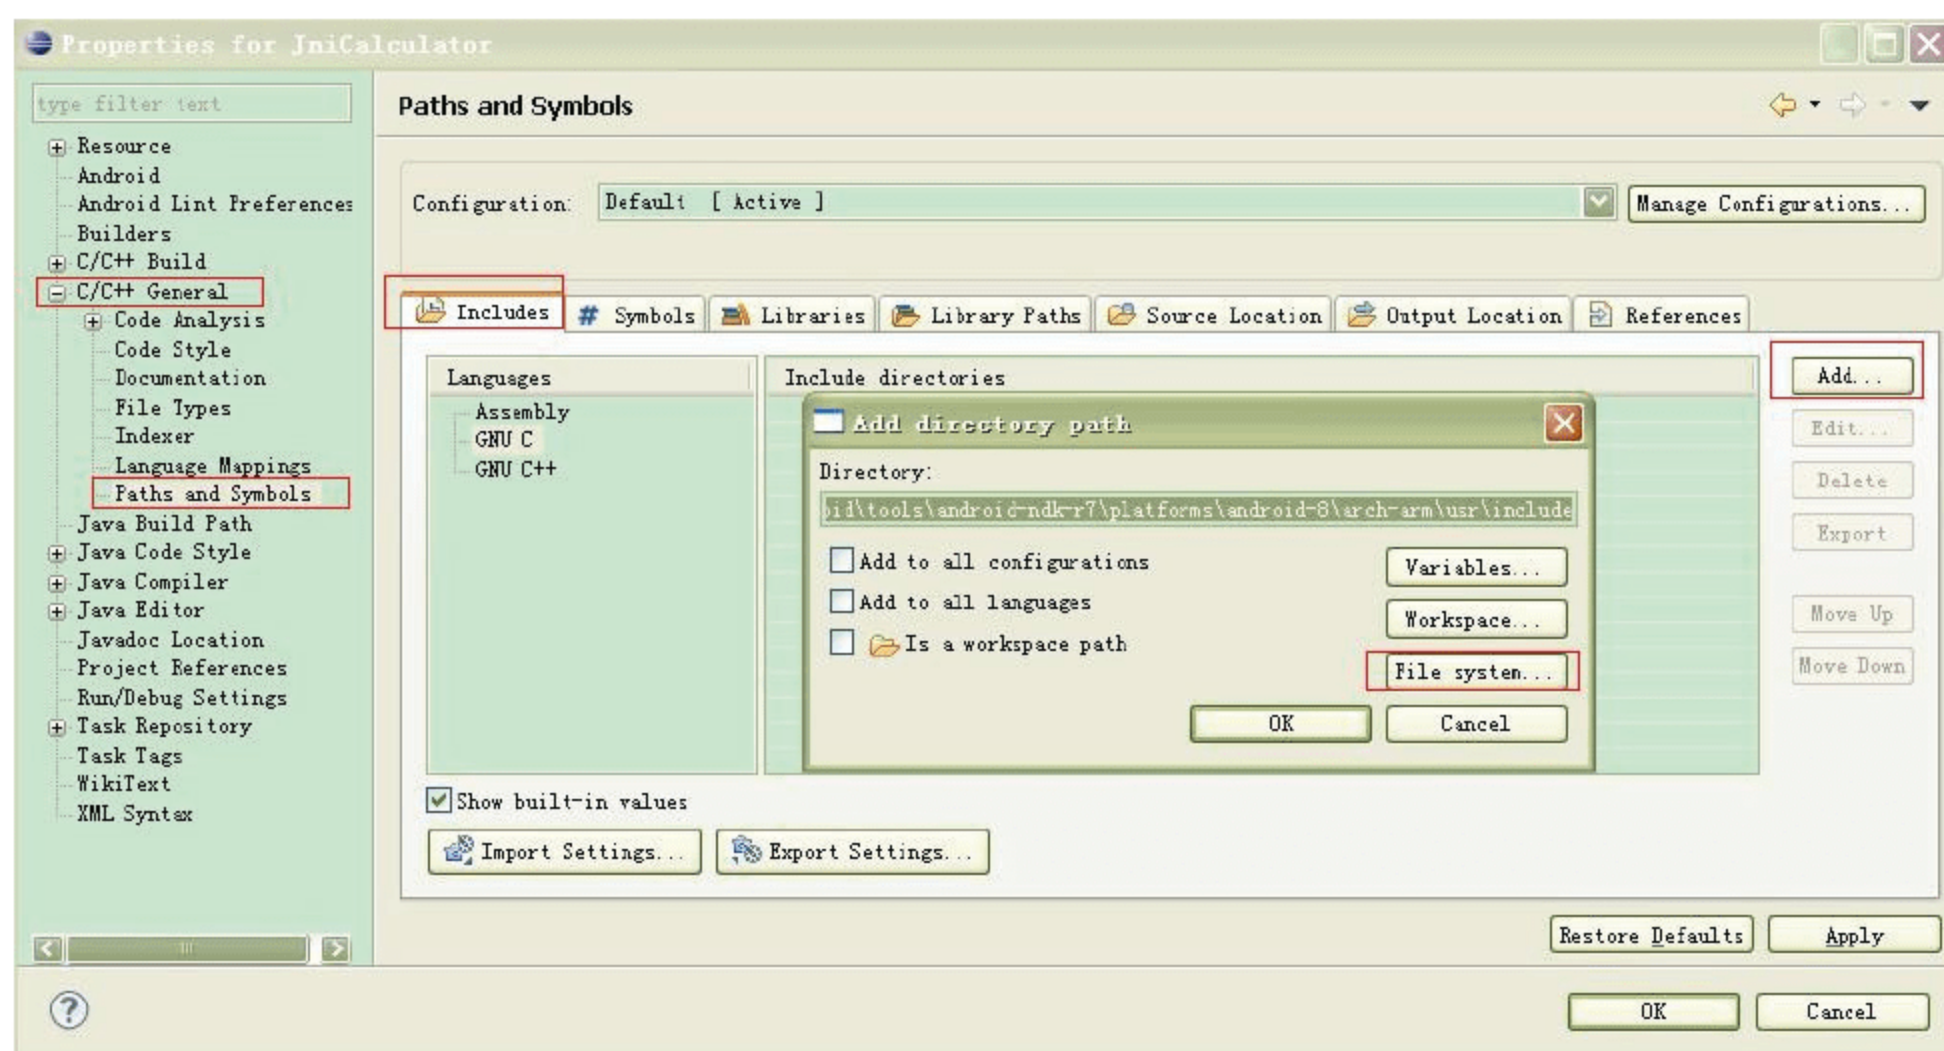 Properties for JniCalculator
type filter text
Resource
Android
Android Lint Preferences
Builders
C/C++ Build
C/C++ General
Code Analysis
Code Style
Documentation
File Types
Indexer
Language Mappings
Paths and Symbols
Java Build Path
Java Code Style
Java Compiler
Java Editor
Javadoc Location
Project References
Run/Debug Settings
Task Repository
Task Tags
WikiText
XML Syntax
Paths and Symbols
Configuration: Default [ Active ] Manage Configurations...
Includes # Symbols Libraries Library Paths Source Location Output Location References
Languages
Assembly
GNU C
GNU C++
Include directories
Add directory path
Directory:
oid\tools\android-ndk-r7\platforms\android-8\arch-arm\usr\include
Add to all configurations
Add to all languages
Is a workspace path
Variables...
Workspace...
File system...
OK Cancel
Add...
Edit...
Delete
Export
Move Up
Move Down
Show built-in values
Import Settings... Export Settings...
Restore Defaults Apply
? OK Cancel